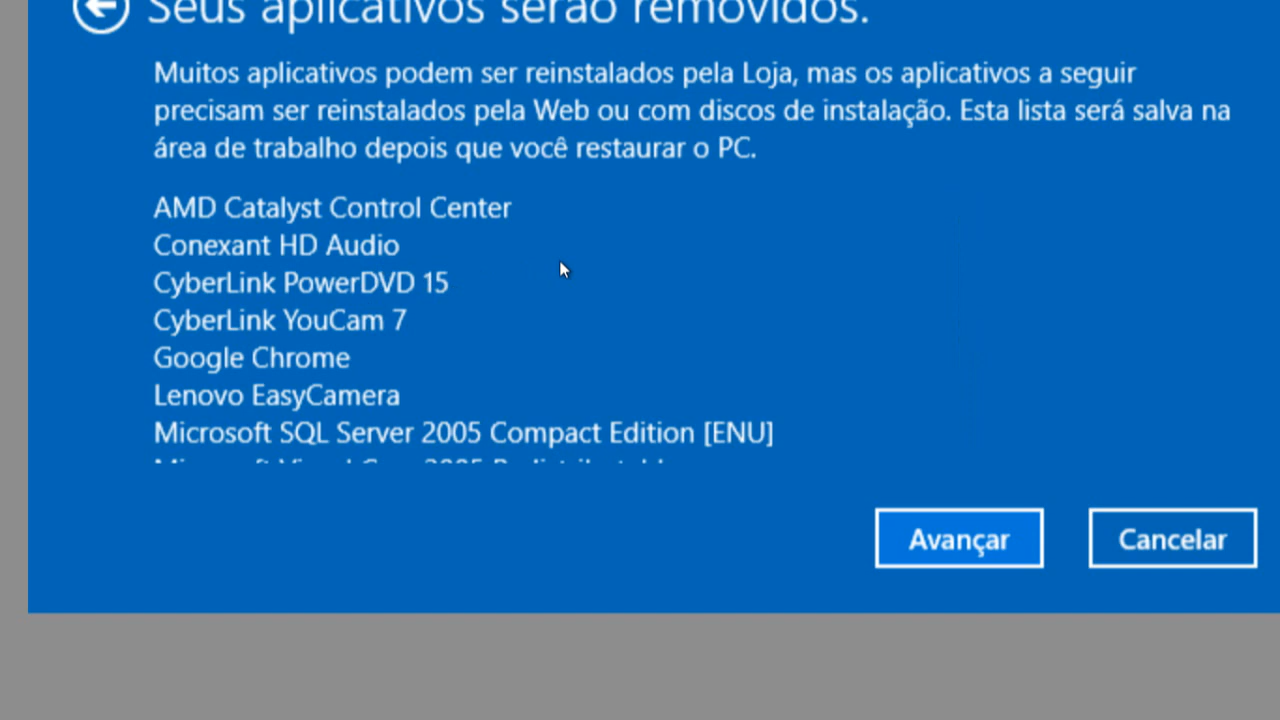 Seus aplicativos serão removidos.
Muitos aplicativos podem ser reinstalados pela Loja, mas os aplicativos a seguir
precisam ser reinstalados pela Web ou com discos de instalação. Esta lista será salva na
área de trabalho depois que você restaurar o PC.
AMD Catalyst Control Center
Conexant HD Audio
CyberLink PowerDVD 15
CyberLink YouCam 7
Google Chrome
Lenovo EasyCamera
Microsoft SQL Server 2005 Compact Edition [ENU]
Avançar
Cancelar